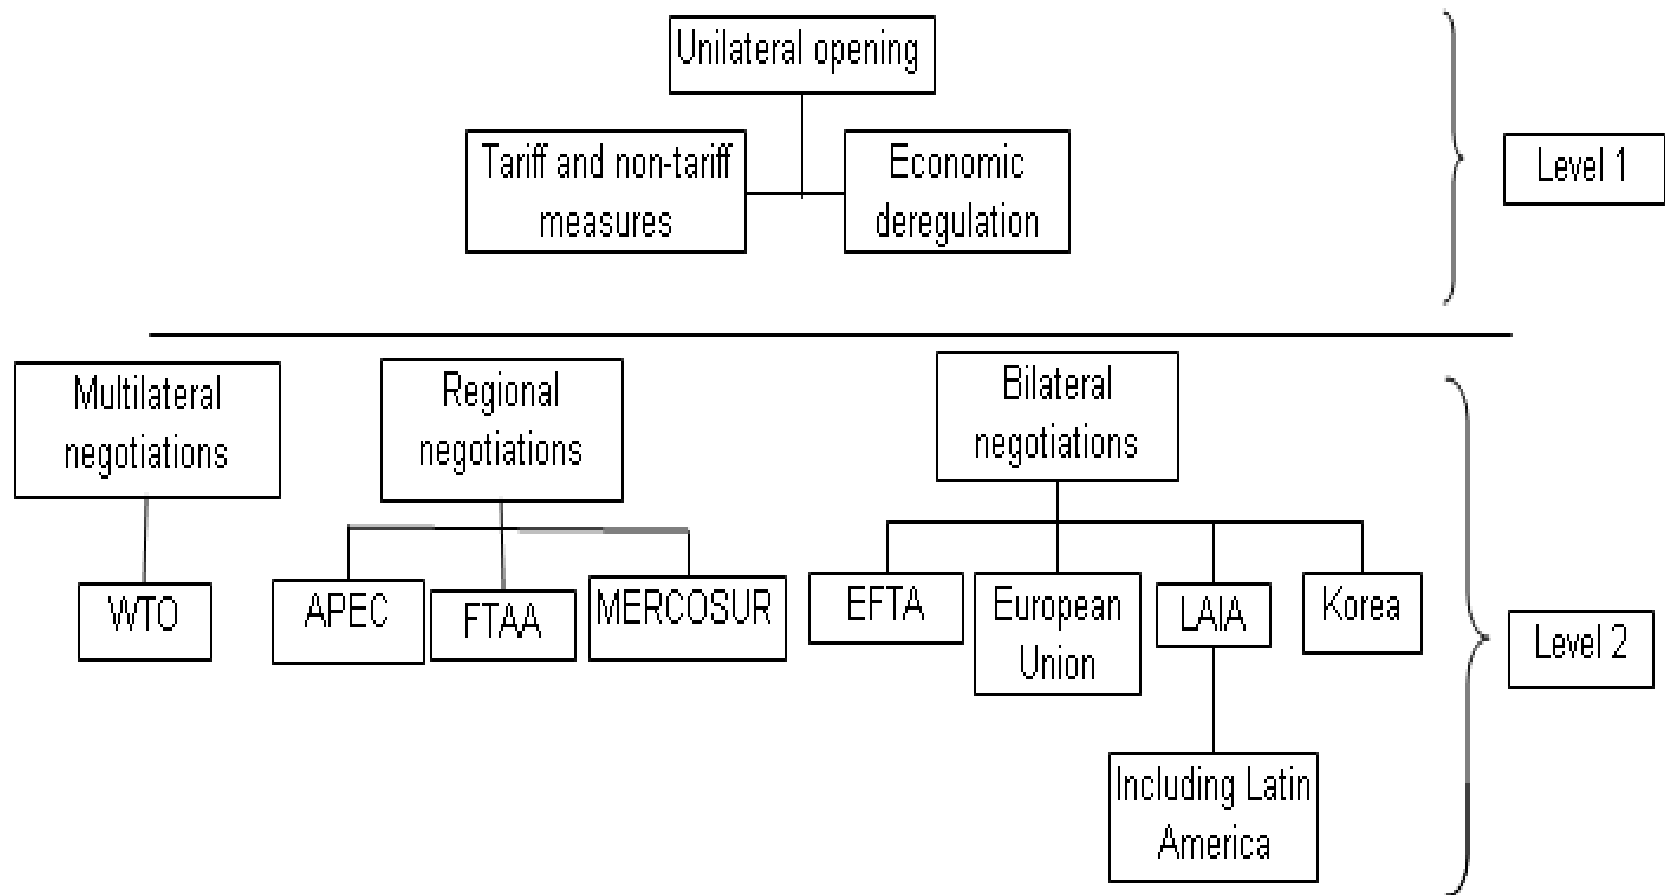 Unilateral opening
Tariff and non-tariff
measures
Economic
deregulation
Level 1
Multilateral
negotiations
Regional
negotiations
Bilateral
negotiations
WTO
APEC
FTAA
MERCOSUR
EFTA
European
Union
LAIA
Korea
Level 2
Including Latin
America